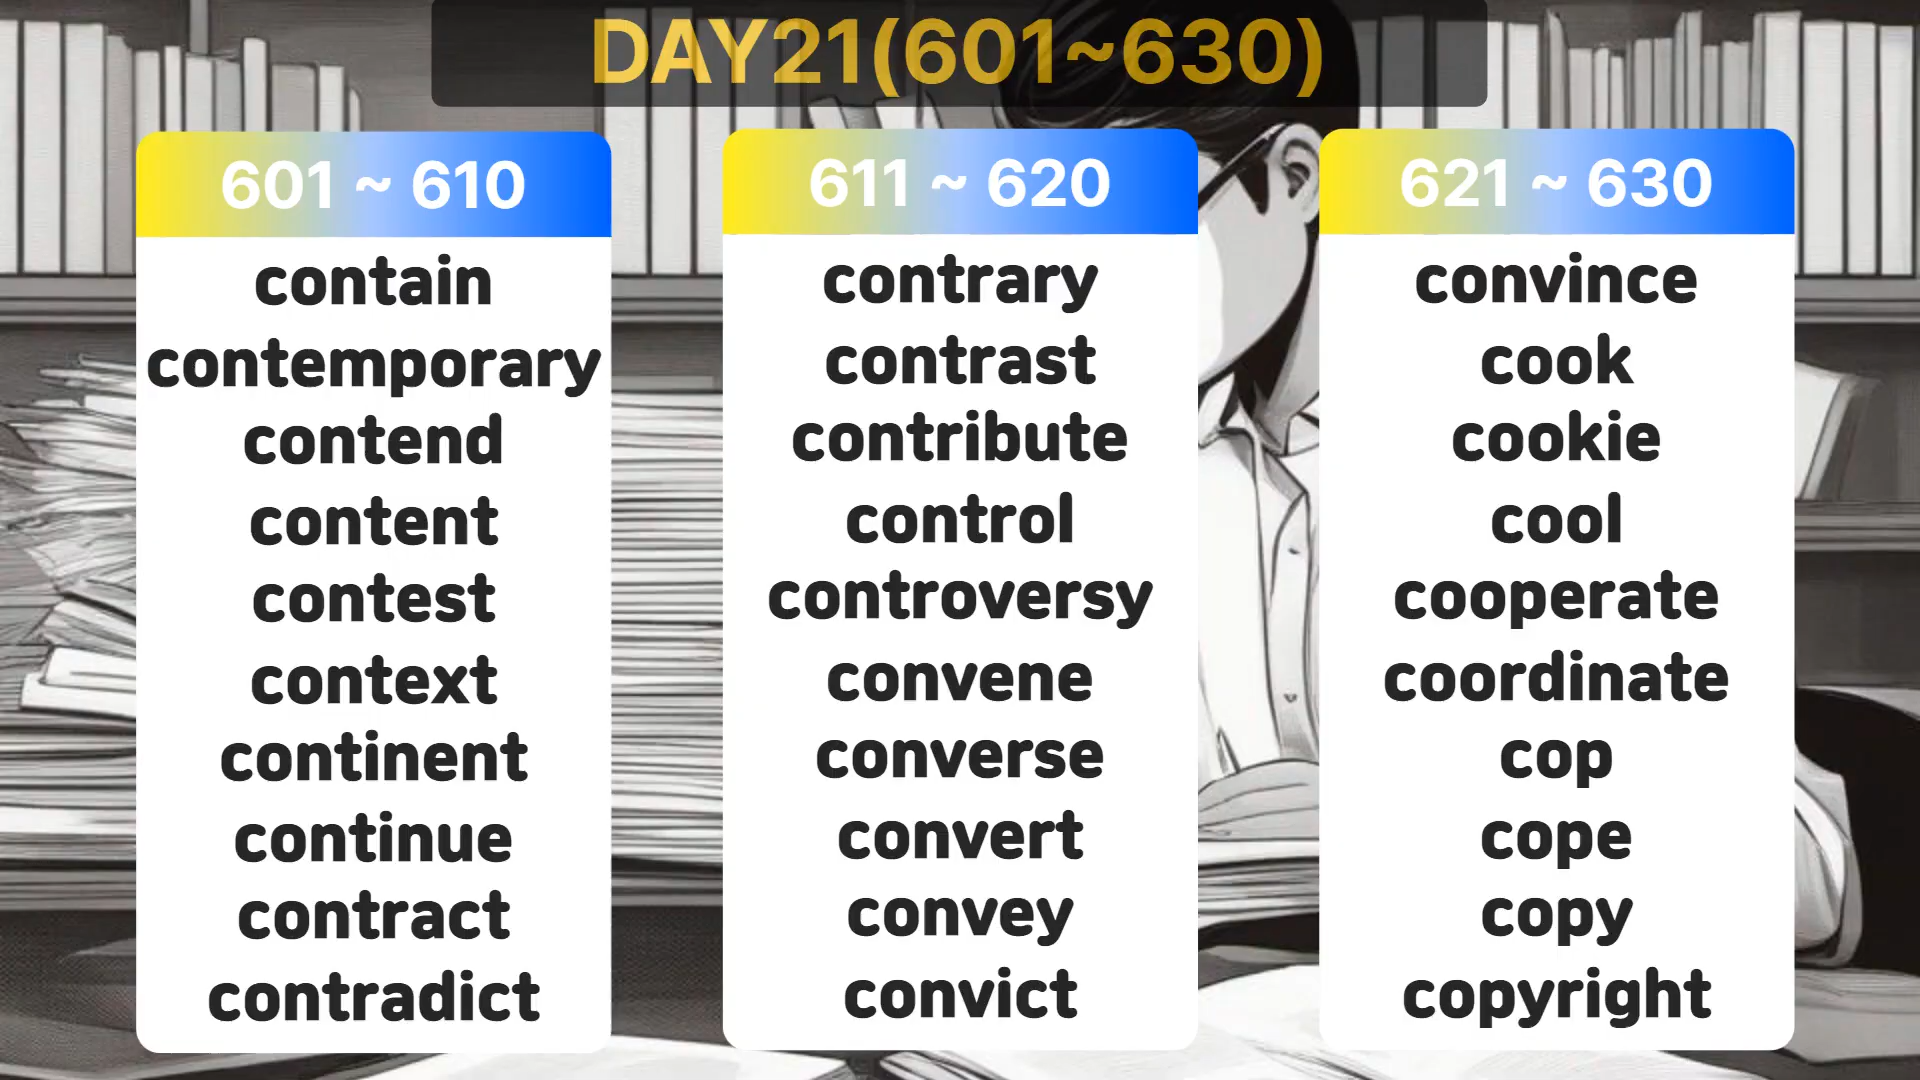 DAY21(601~630)
601 ~ 610
contain
contemporary
contend
content
contest
context
continent
continue
contract
contradict
611 ~ 620
contrary
contrast
contribute
control
controversy
convene
converse
convert
convey
convict
621 ~ 630
convince
cook
cookie
cool
cooperate
coordinate
cop
cope
copy
copyright